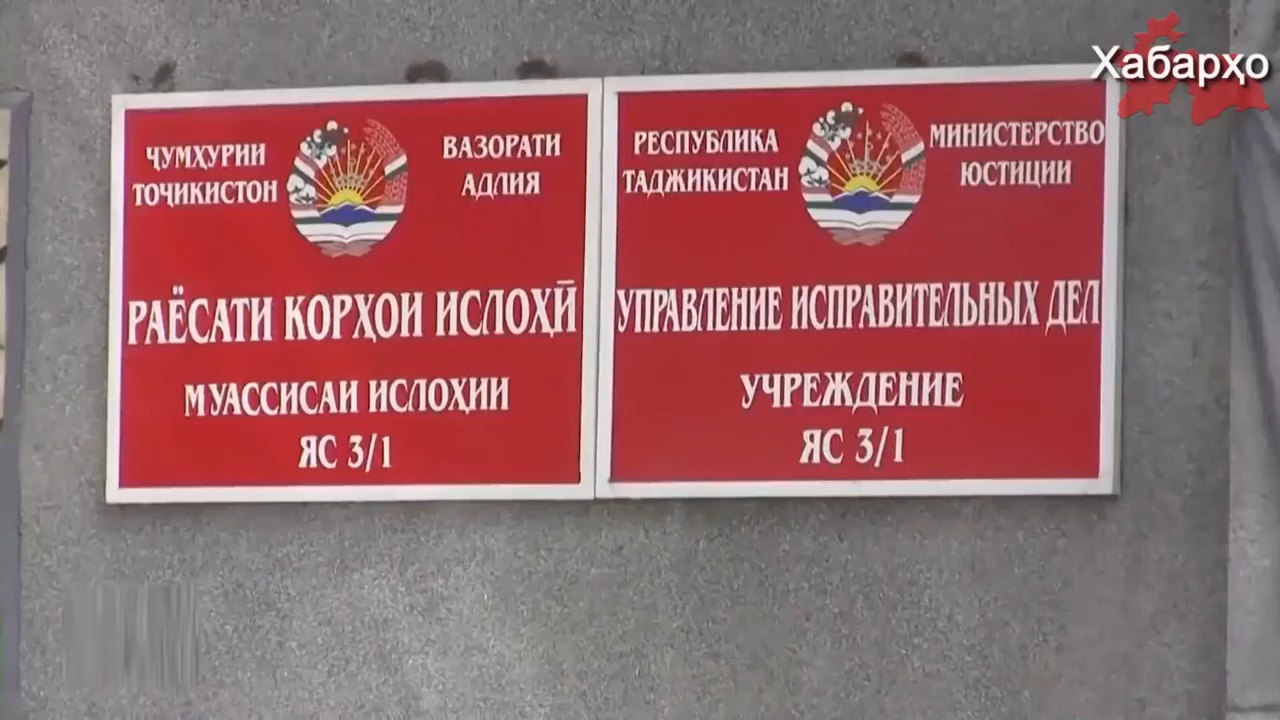 Хабарҳо
ҶУМҲУРИИ
ТОҶИКИСТОН
ВАЗОРАТИ
АДЛИЯ
РАЁСАТИ КОРҲОИ ИСЛОҲӢ
МУАССИСАИ ИСЛОҲИИ
ЯС 3/1
РЕСПУБЛИКА
ТАДЖИКИСТАН
МИНИСТЕРСТВО
ЮСТИЦИИ
УПРАВЛЕНИЕ ИСПРАВИТЕЛЬНЫХ ДЕЛ
УЧРЕЖДЕНИЕ
ЯС 3/1